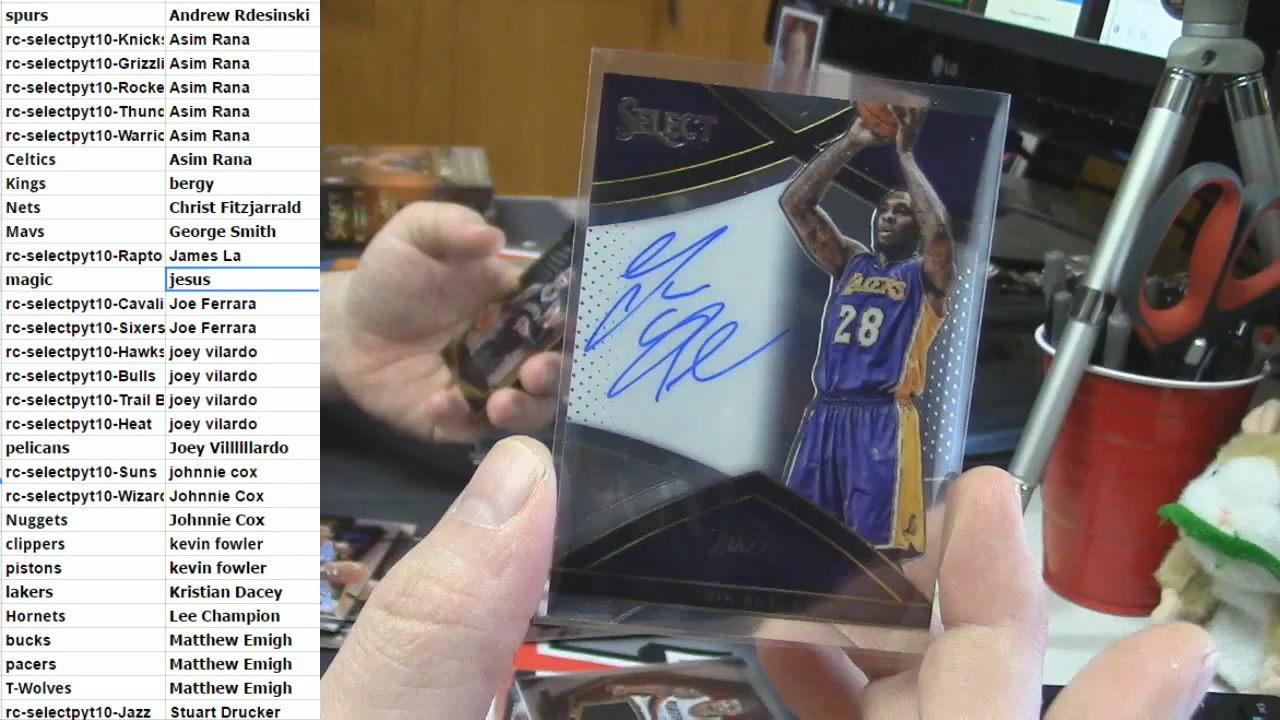 spurs Andrew Rdesinski
rc-selectpyt10-Knicks Asim Rana
rc-selectpyt10-Grizzli Asim Rana
rc-selectpyt10-Rocke Asim Rana
rc-selectpyt10-Thund Asim Rana
rc-selectpyt10-Warric Asim Rana
Celtics Asim Rana
Kings bergy
Nets Christ Fitzjarrald
Mavs George Smith
rc-selectpyt10-Rapto James La
magic jesus
rc-selectpyt10-Cavali Joe Ferrara
rc-selectpyt10-Sixers Joe Ferrara
rc-selectpyt10-Hawks joey vilardo
rc-selectpyt10-Bulls joey vilardo
rc-selectpyt10-Trail B joey vilardo
rc-selectpyt10-Heat joey vilardo
pelicans Joey Villlllllardo
rc-selectpyt10-Suns johnnie cox
rc-selectpyt10-Wizard Johnnie Cox
Nuggets Johnnie Cox
clippers kevin fowler
pistons kevin fowler
lakers Kristian Dacey
Hornets Lee Champion
bucks Matthew Emigh
pacers Matthew Emigh
T-Wolves Matthew Emigh
rc-selectpyt10-Jazz Stuart Drucker
SELECT
LAKERS
28
LG